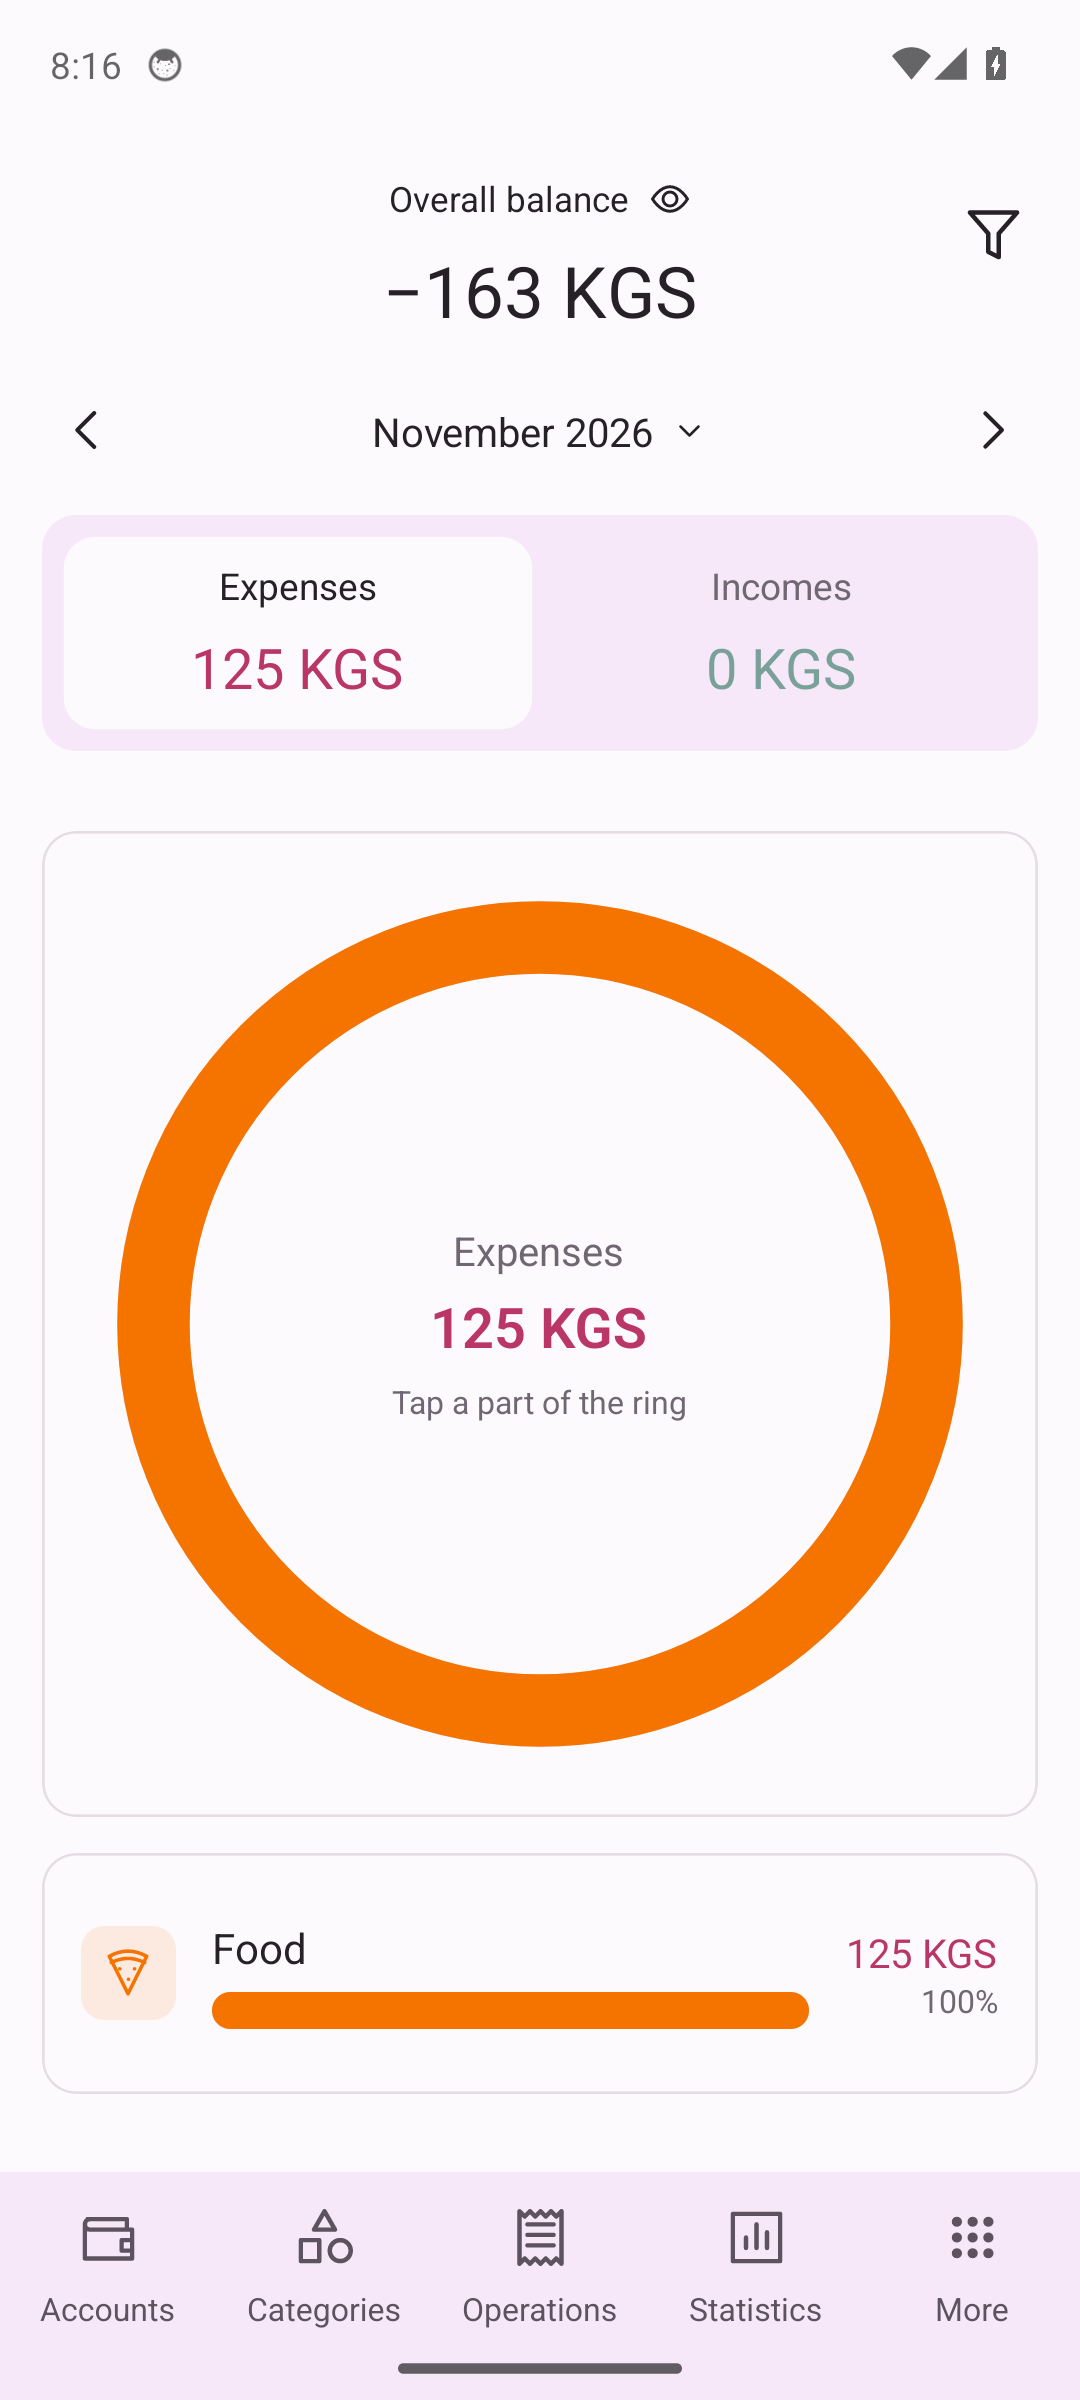 8:16
Overall balance
−163 KGS
November 2026
Expenses
125 KGS
Incomes
0 KGS
Expenses
125 KGS
Tap a part of the ring
Food
125 KGS
100%
Accounts
Categories
Operations
Statistics
More